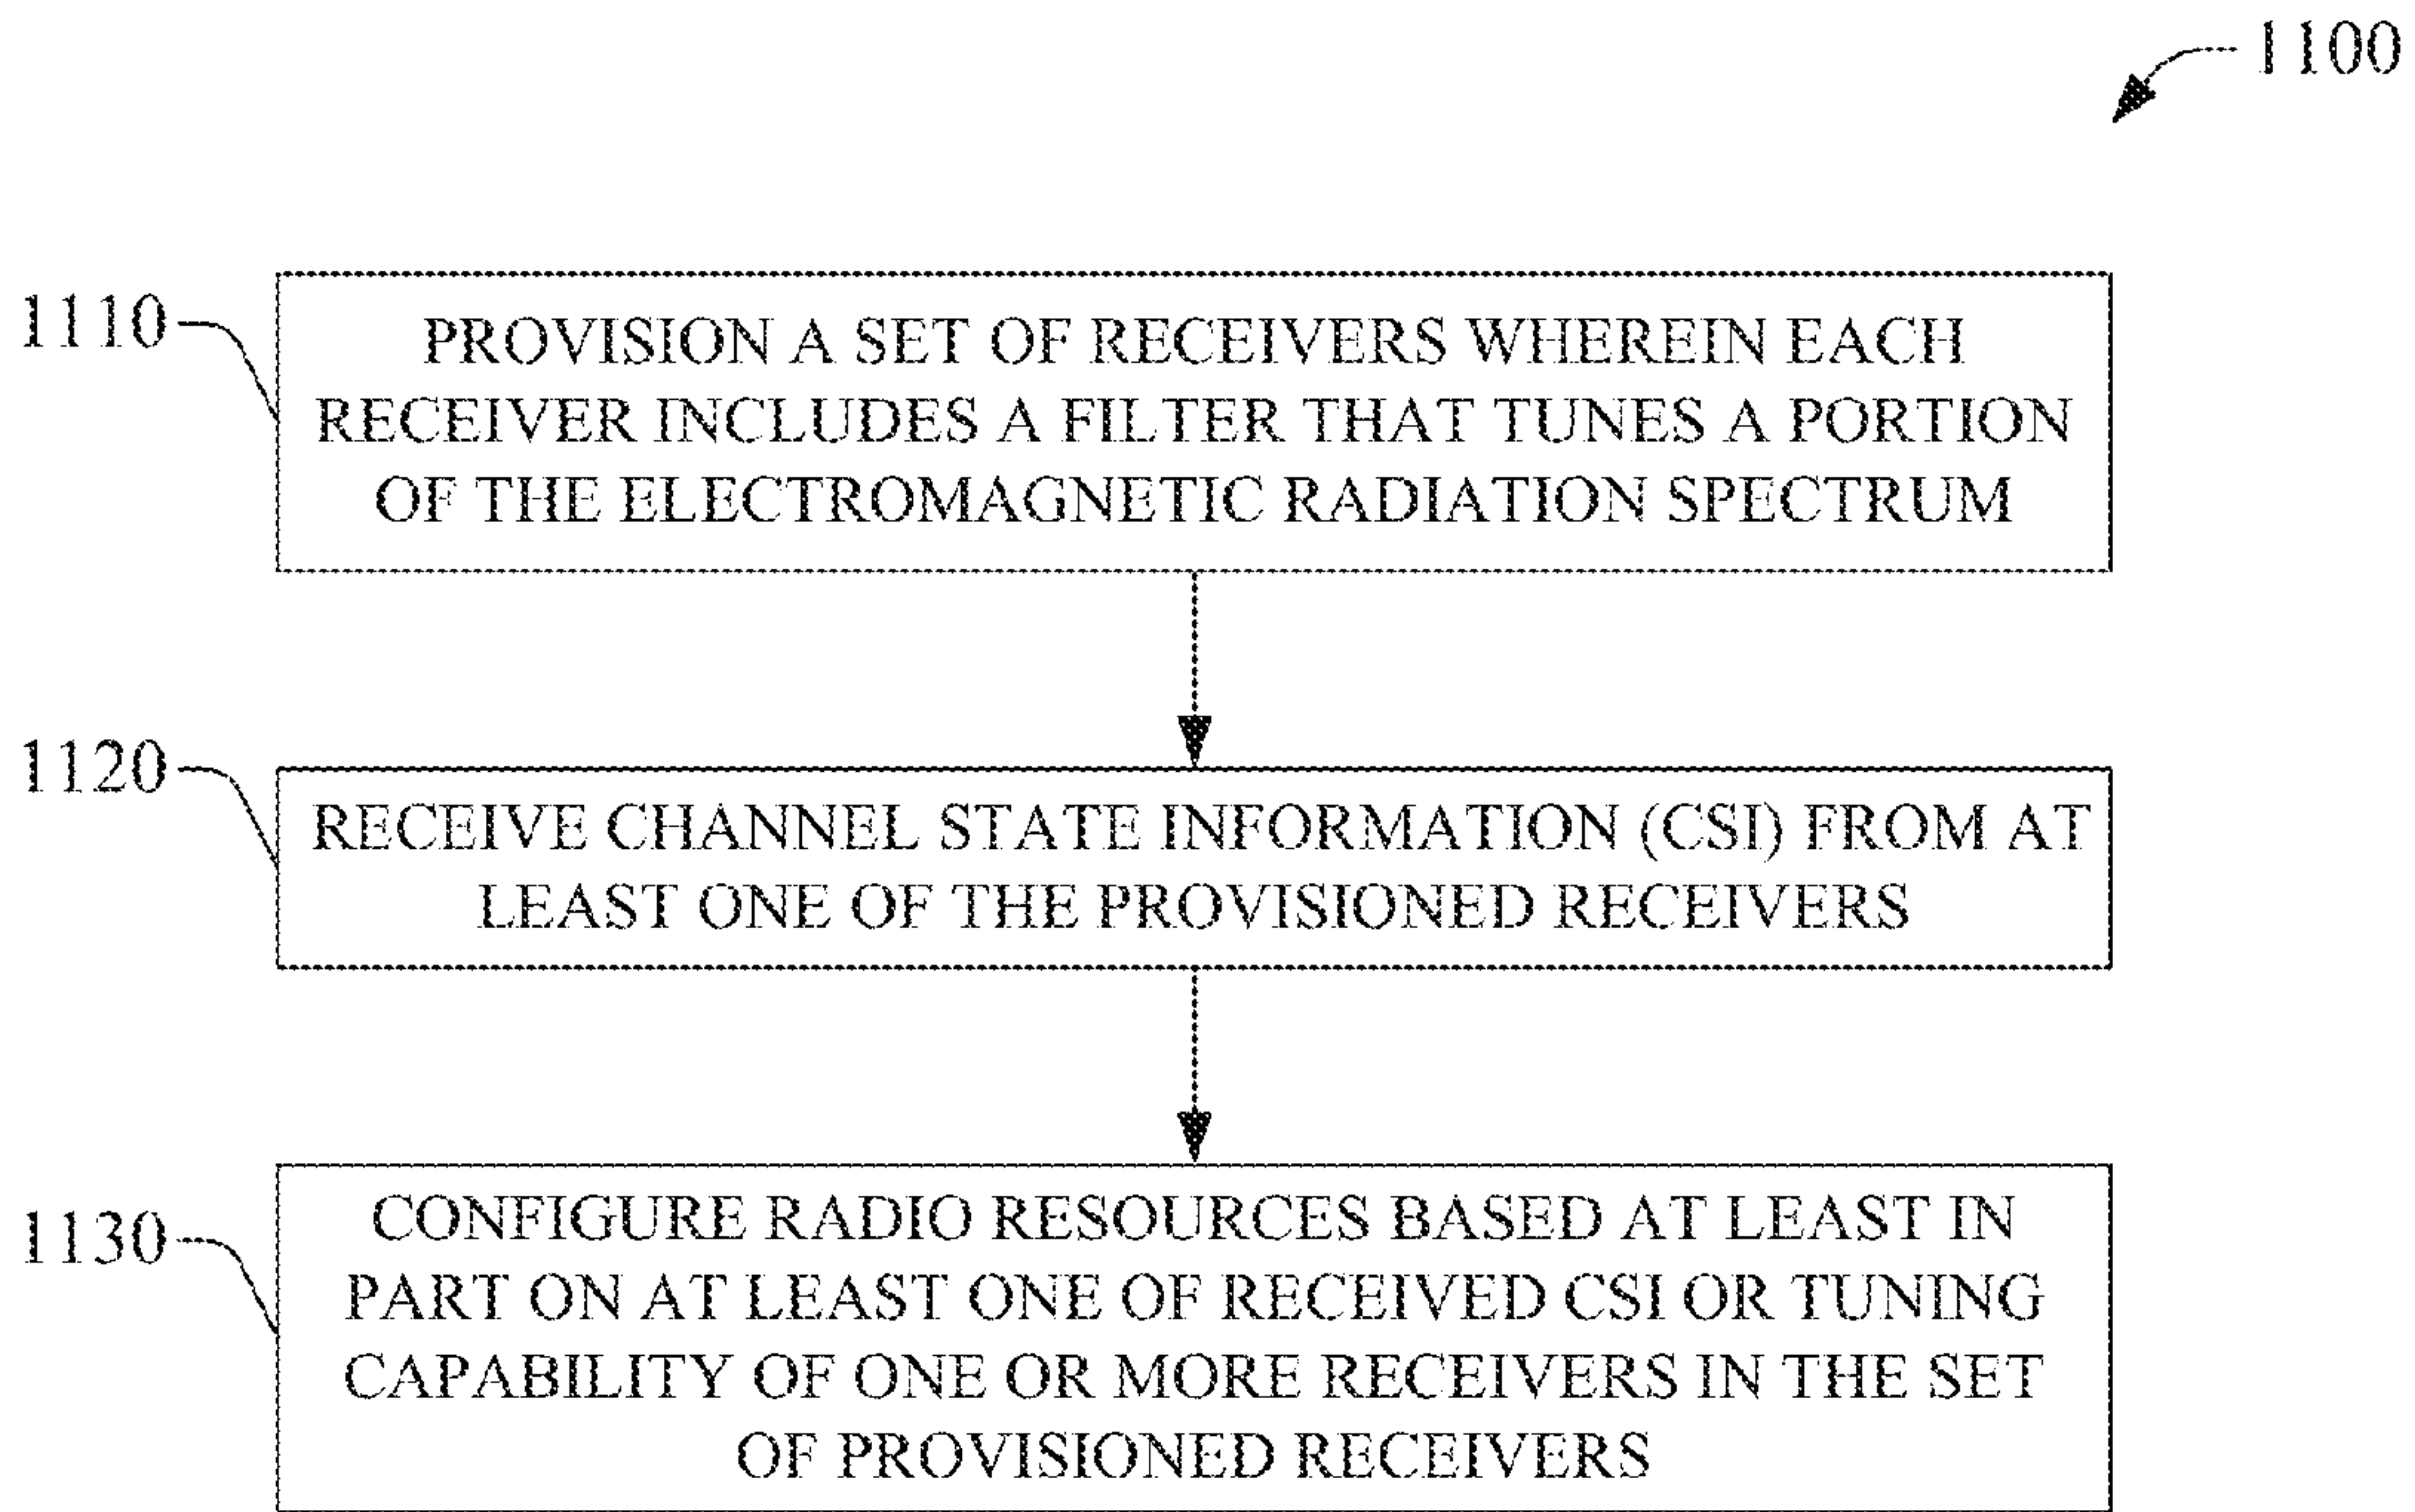 1100
1110
PROVISION A SET OF RECEIVERS WHEREIN EACH
RECEIVER INCLUDES A FILTER THAT TUNES A PORTION
OF THE ELECTROMAGNETIC RADIATION SPECTRUM
1120
RECEIVE CHANNEL STATE INFORMATION (CSI) FROM AT
LEAST ONE OF THE PROVISIONED RECEIVERS
1130
CONFIGURE RADIO RESOURCES BASED AT LEAST IN
PART ON AT LEAST ONE OF RECEIVED CSI OR TUNING
CAPABILITY OF ONE OR MORE RECEIVERS IN THE SET
OF PROVISIONED RECEIVERS